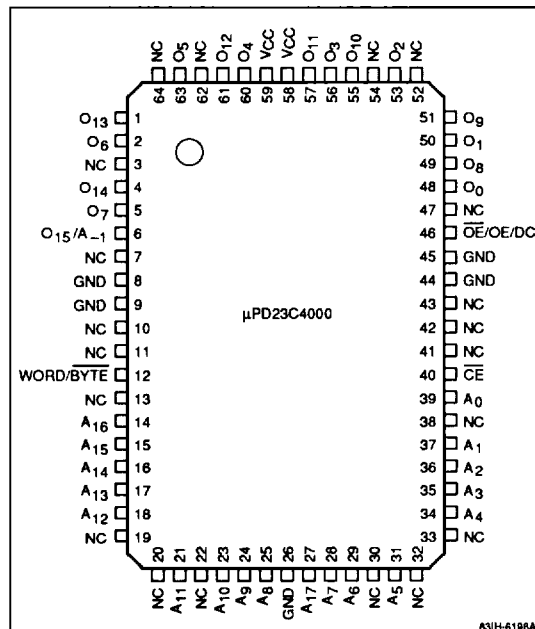 NC O5 NC O12 O4 VCC VCC O11 O3 O10 NC O2 NC
64 63 62 61 60 59 58 57 56 55 54 53 52
O13 1 51 O9
O6 2 50 O1
NC 3 49 O8
O14 4 48 O0
O7 5 47 NC
O15/A-1 6 46 O̅E̅/OE/DC
NC 7 45 GND
GND 8 44 GND
GND 9 43 NC
µPD23C4000
NC 10 42 NC
NC 11 41 NC
WORD/B̅Y̅T̅E̅ 12 40 C̅E̅
NC 13 39 A0
A16 14 38 NC
A15 15 37 A1
A14 16 36 A2
A13 17 35 A3
A12 18 34 A4
NC 19 33 NC
20 21 22 23 24 25 26 27 28 29 30 31 32
NC A11 NC A10 A9 A8 GND A17 A7 A6 NC A5 NC
83IH-6196A